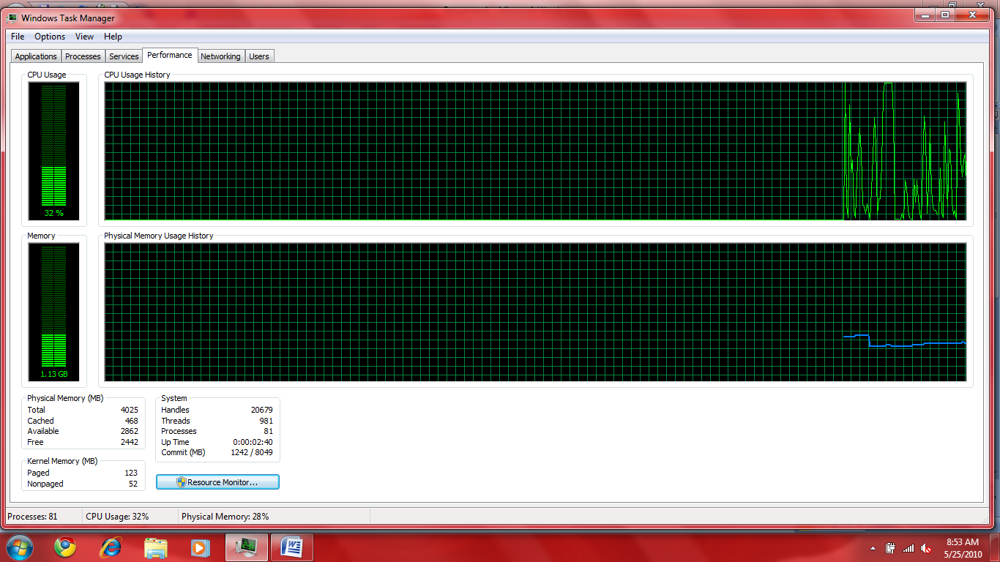 Windows Task Manager
File Options View Help
Applications Processes Services Performance Networking Users
CPU Usage CPU Usage History
32 %
Memory Physical Memory Usage History
1.13 GB
Physical Memory (MB)
Total 4025
Cached 468
Available 2862
Free 2442
Kernel Memory (MB)
Paged 123
Nonpaged 52
System
Handles 20679
Threads 981
Processes 81
Up Time 0:00:02:40
Commit (MB) 1242 / 8049
Resource Monitor...
Processes: 81 CPU Usage: 32% Physical Memory: 28%
8:53 AM
5/25/2010